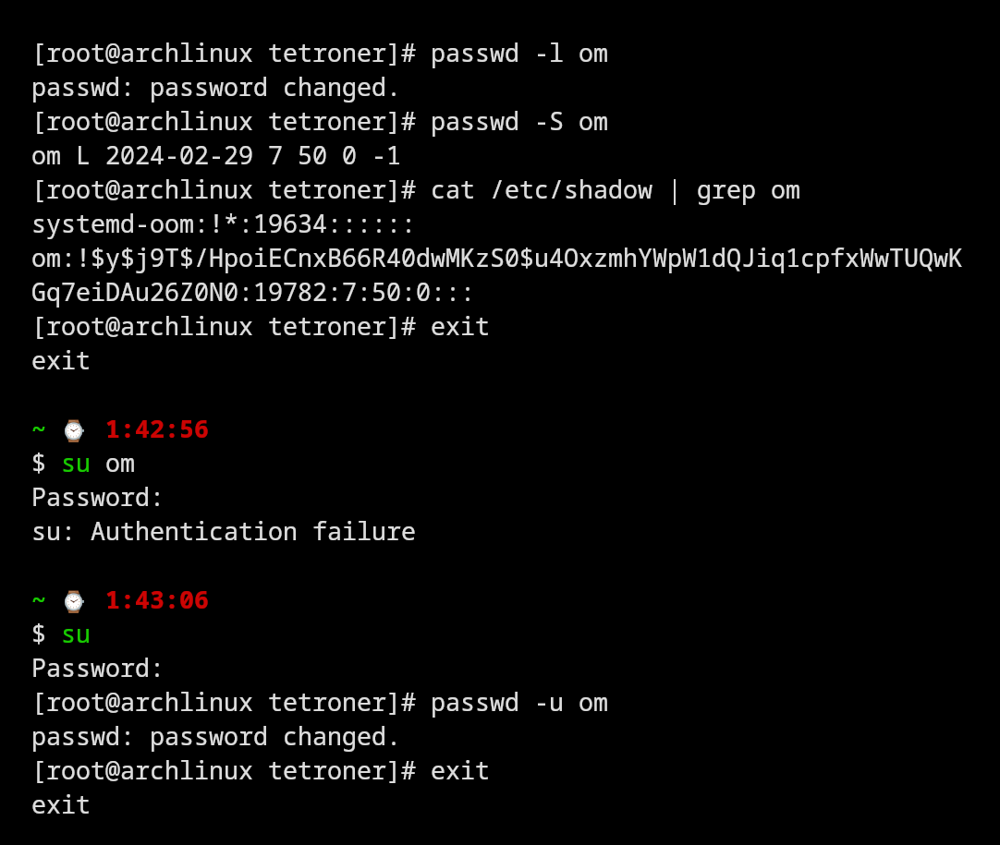 [root@archlinux tetroner]# passwd -l om
passwd: password changed.
[root@archlinux tetroner]# passwd -S om
om L 2024-02-29 7 50 0 -1
[root@archlinux tetroner]# cat /etc/shadow | grep om
systemd-oom:!*:19634::::::
om:!$y$j9T$/HpoiECnxB66R40dwMKzS0$u4OxzmhYWpW1dQJiq1cpfxWwTUQwK
Gq7eiDAu26Z0N0:19782:7:50:0:::
[root@archlinux tetroner]# exit
exit
~ ⌚ 1:42:56
$ su om
Password:
su: Authentication failure
~ ⌚ 1:43:06
$ su
Password:
[root@archlinux tetroner]# passwd -u om
passwd: password changed.
[root@archlinux tetroner]# exit
exit